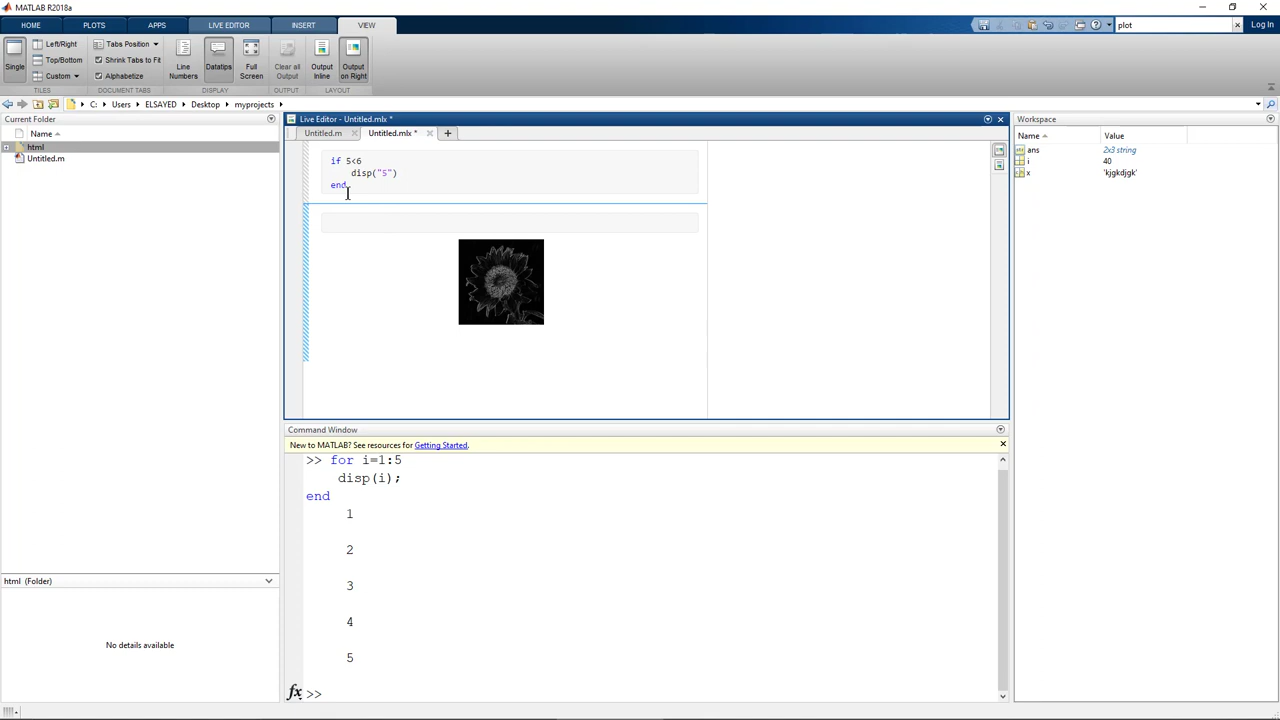 MATLAB R2018a
HOME
PLOTS
APPS
LIVE EDITOR
INSERT
VIEW
plot
Log In
Single
Left/Right
Top/Bottom
Custom
Tabs Position
Shrink Tabs to Fit
Alphabetize
Line Numbers
Datatips
Full Screen
Clear all Output
Output Inline
Output on Right
TILES
DOCUMENT TABS
DISPLAY
OUTPUT
LAYOUT
C: Users ELSAYED Desktop myprojects
Current Folder
Name
html
Untitled.m
html (Folder)
No details available
Live Editor - Untitled.mlx *
Untitled.m
Untitled.mlx *
if 5<6
disp("5")
end
Command Window
New to MATLAB? See resources for Getting Started.
>> for i=1:5
disp(i);
end
1
2
3
4
5
fx >>
Workspace
Name Value
ans 2x3 string
i 40
x 'kjgkdjgk'